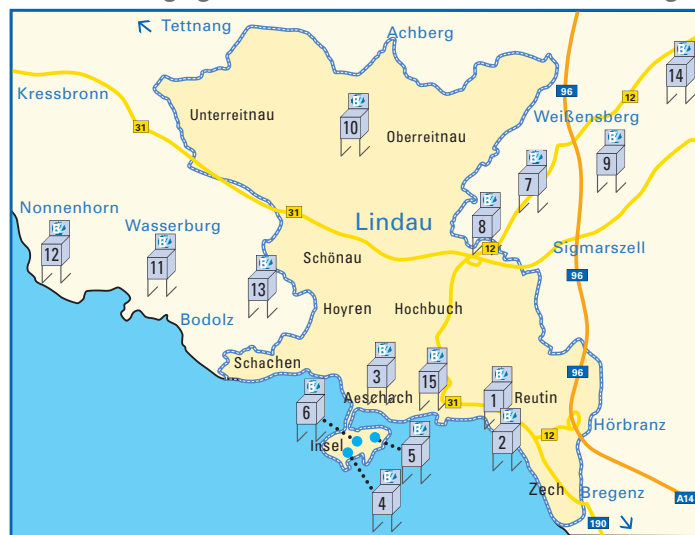 Tettnang
Achberg
Kressbronn
14
96
12
Weißensberg
Unterreitnau
10
Oberreitnau
31
9
7
Nonnenhorn
Wasserburg
31
Lindau
8
12
Sigmarszell
12
11
Schönau
96
13
Bodolz
Hoyren
Hochbuch
Schachen
3
15
96
Aeschach
1
Reutin
6
31
Hörbranz
Insel
5
2
12
4
Zech
Bregenz
A14
190